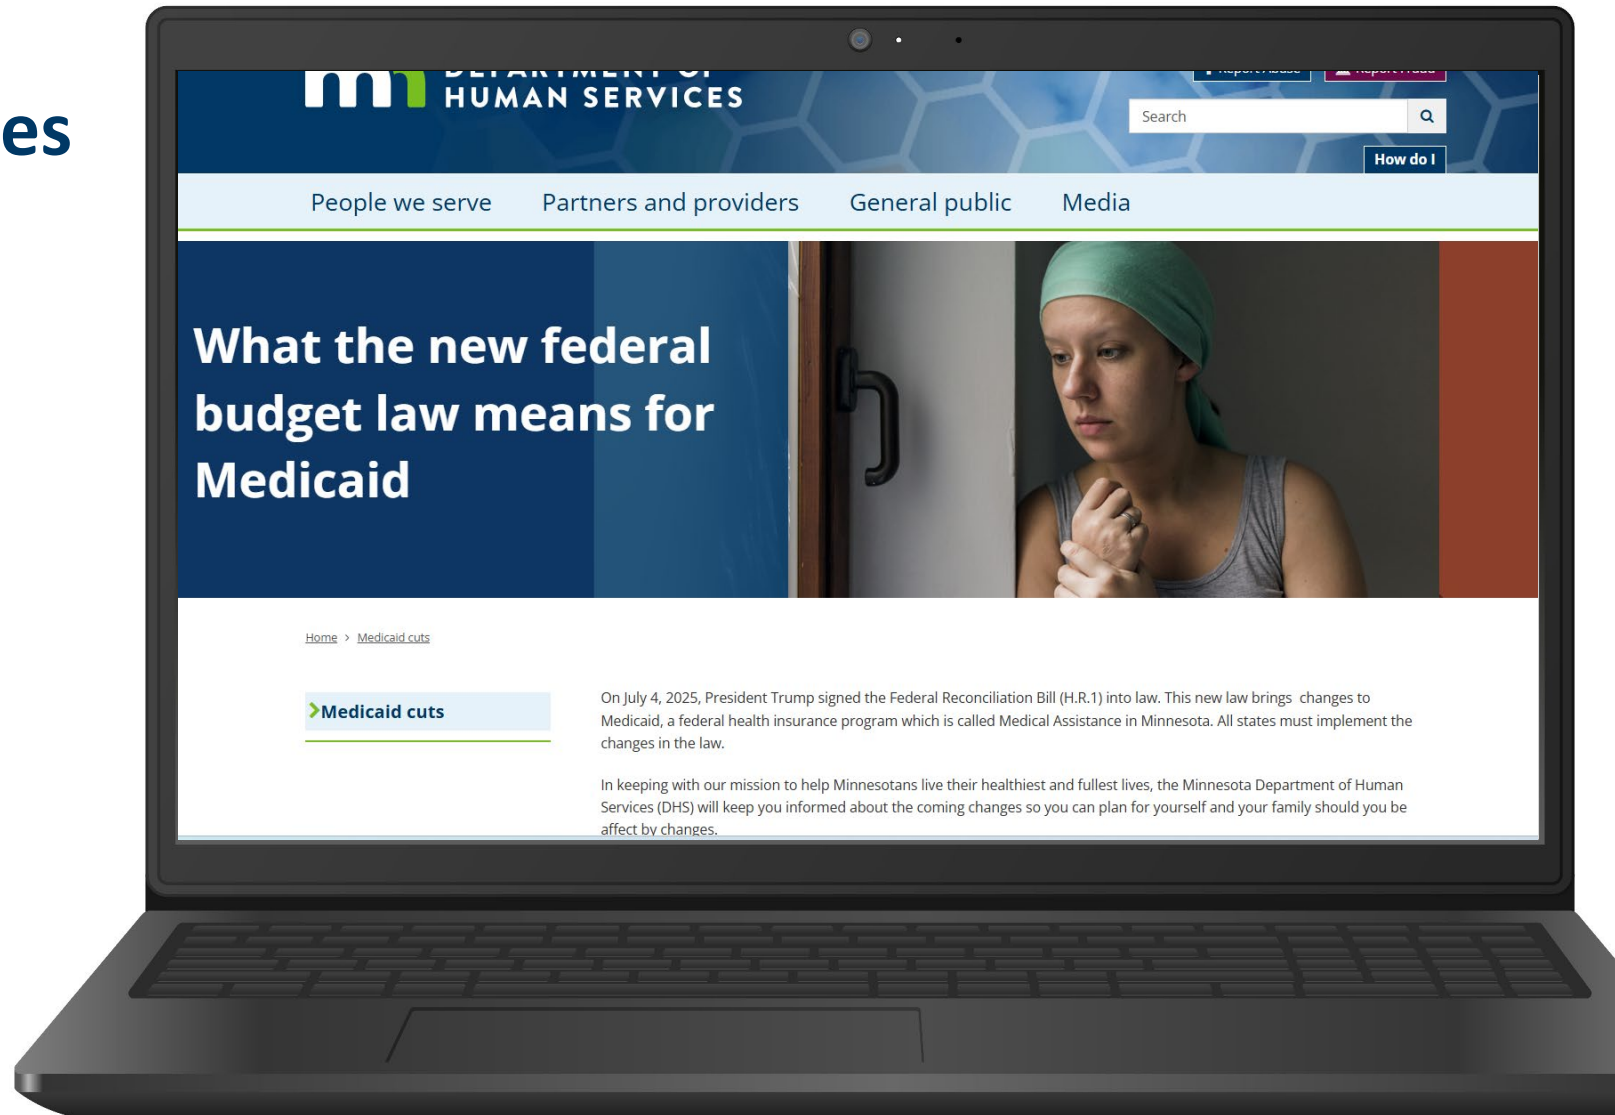 es
DEPARTMENT OF
HUMAN SERVICES
Report Abuse
Report Fraud
Search
How do I
People we serve
Partners and providers
General public
Media
What the new federal
budget law means for
Medicaid
Home > Medicaid cuts
Medicaid cuts
On July 4, 2025, President Trump signed the Federal Reconciliation Bill (H.R.1) into law. This new law brings changes to
Medicaid, a federal health insurance program which is called Medical Assistance in Minnesota. All states must implement the
changes in the law.
In keeping with our mission to help Minnesotans live their healthiest and fullest lives, the Minnesota Department of Human
Services (DHS) will keep you informed about the coming changes so you can plan for yourself and your family should you be
affect by changes.